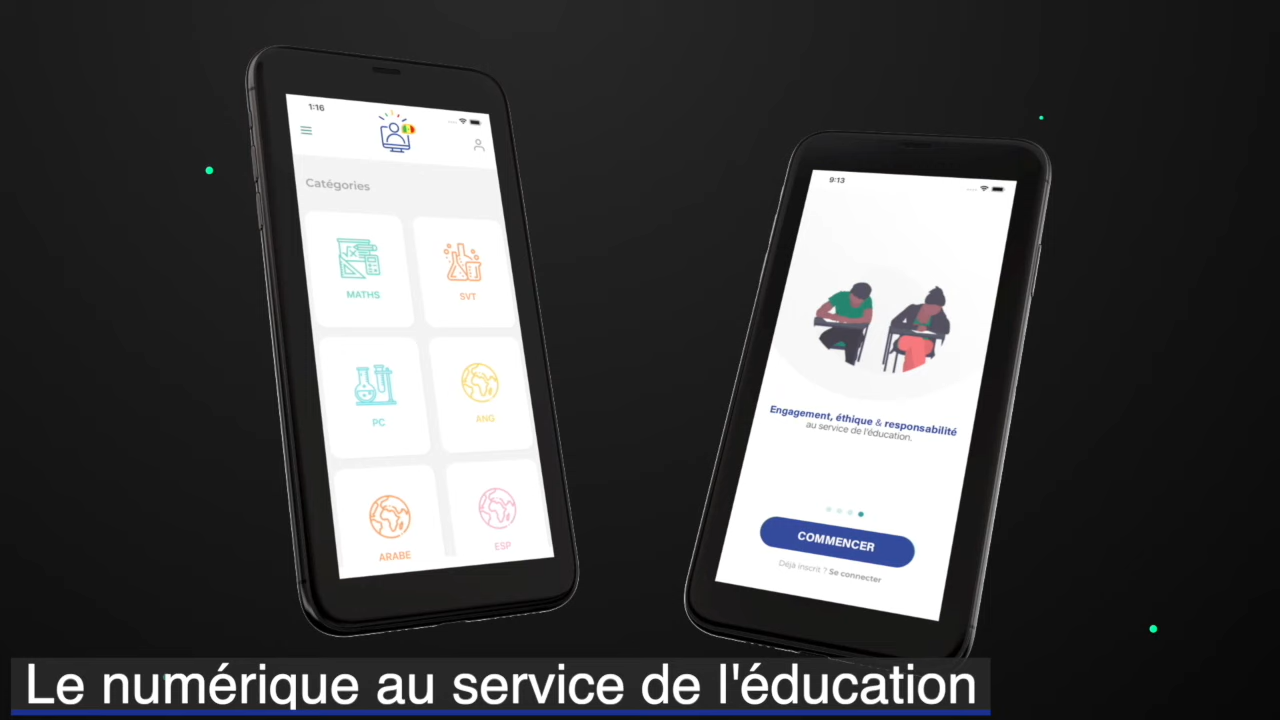 1:16
Catégories
MATHS
SVT
PC
ANG
ARABE
ESP
9:13
Engagement, éthique & responsabilité
au service de l'éducation.
COMMENCER
Déjà inscrit ? Se connecter
Le numérique au service de l'éducation